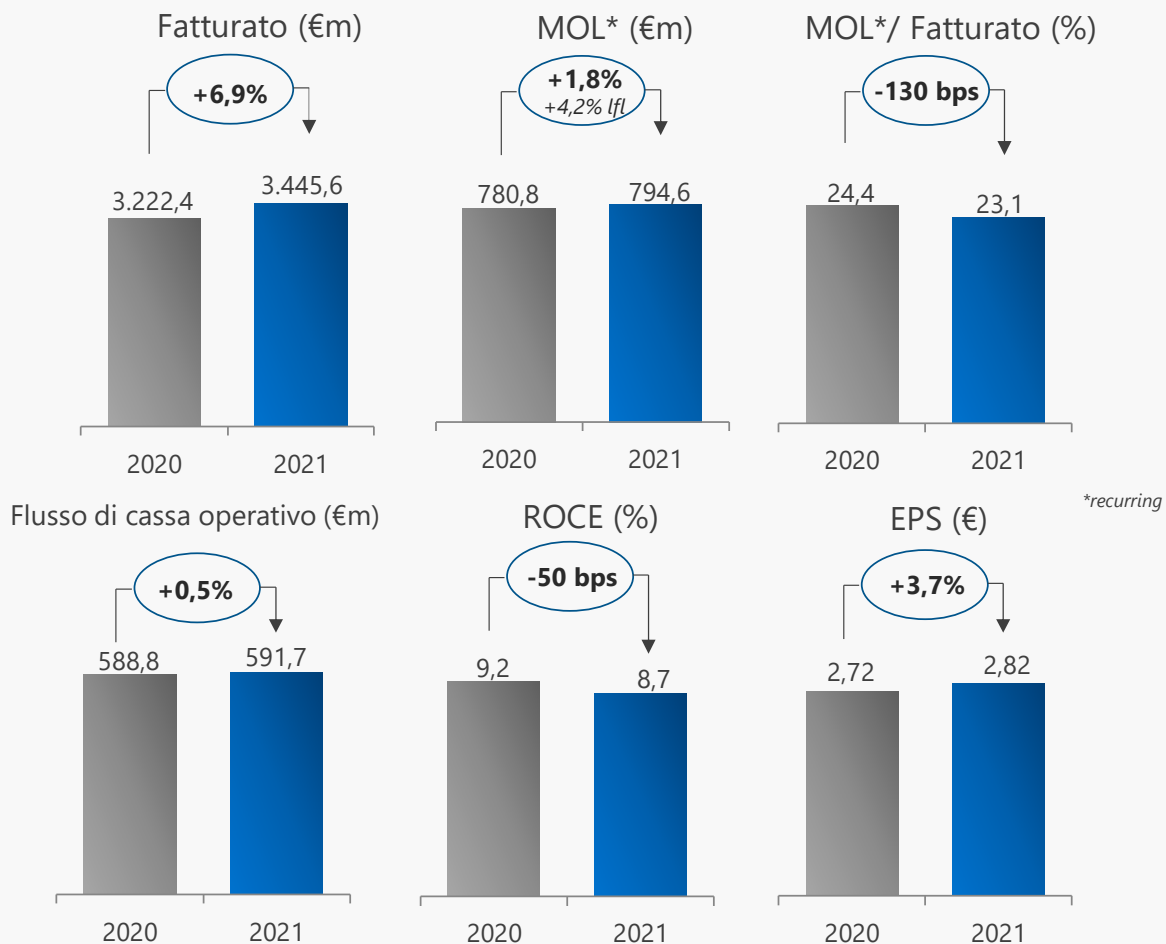 Fatturato (€m)
+6,9%
3.222,4
3.445,6
2020
2021
MOL* (€m)
+1,8%
+4,2% lfl
780,8
794,6
2020
2021
MOL*/ Fatturato (%)
-130 bps
24,4
23,1
2020
2021
*recurring
Flusso di cassa operativo (€m)
+0,5%
588,8
591,7
2020
2021
ROCE (%)
-50 bps
9,2
8,7
2020
2021
EPS (€)
+3,7%
2,72
2,82
2020
2021